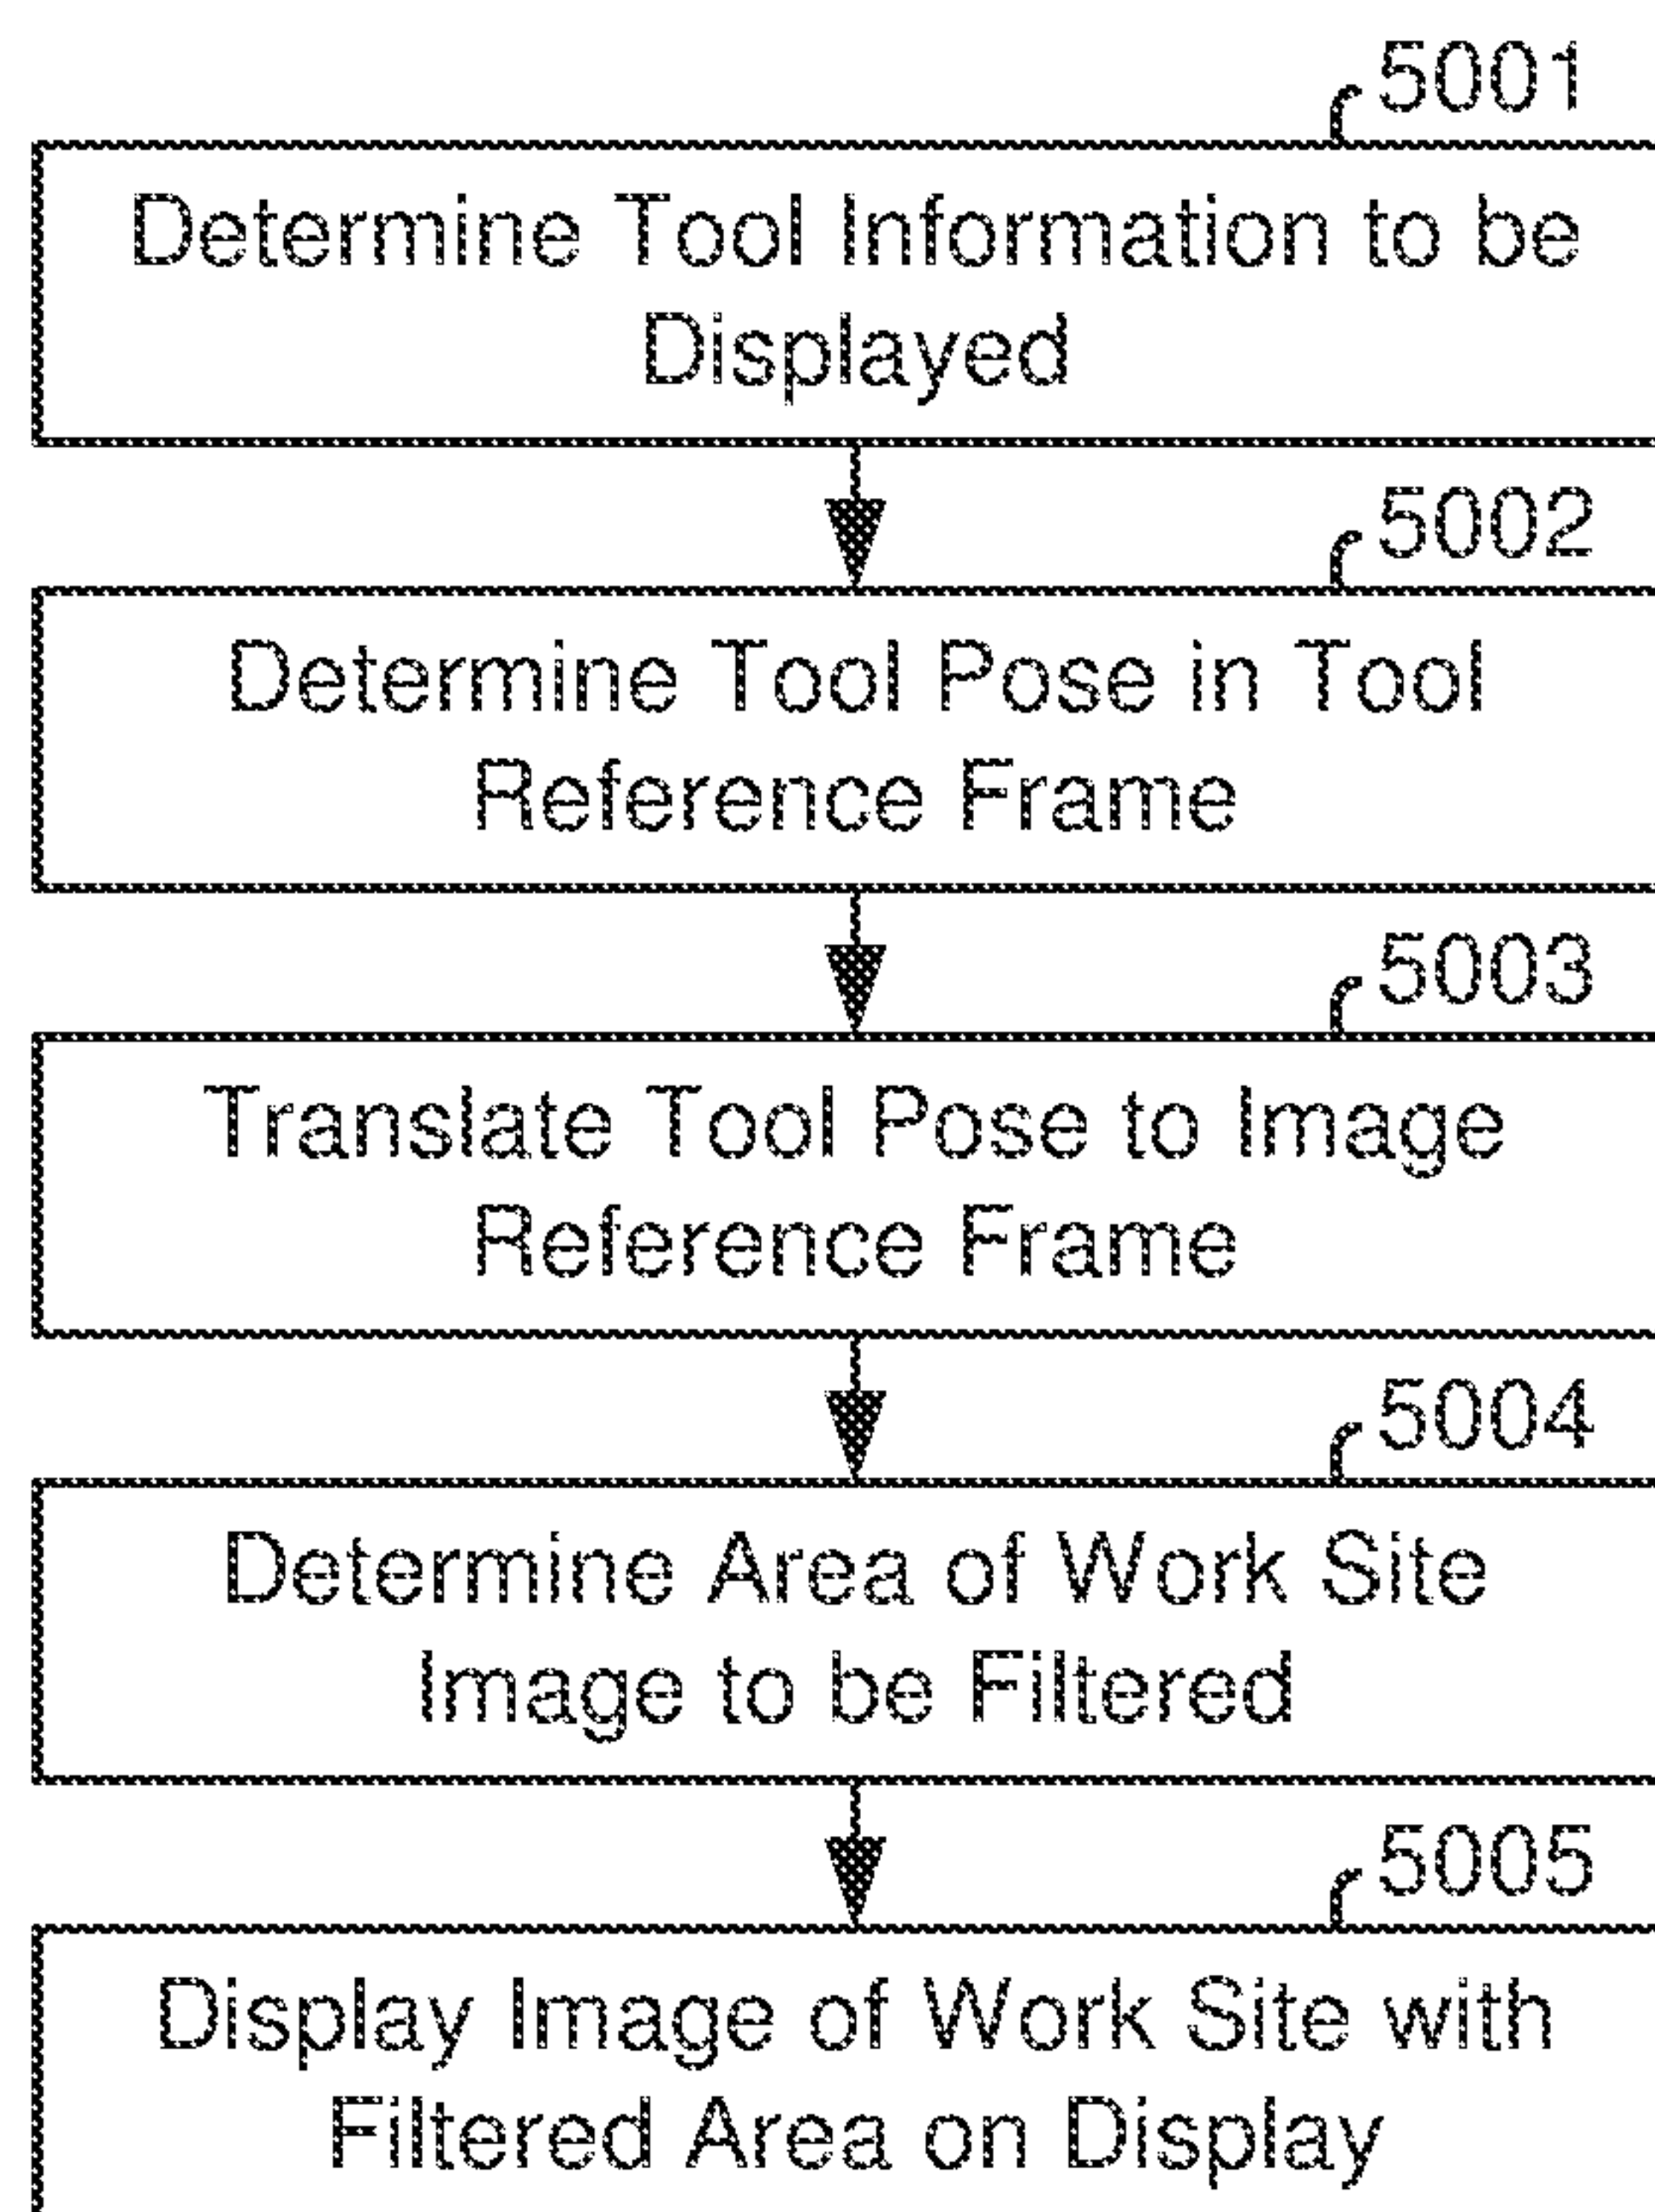 5001
Determine Tool Information to be
Displayed
5002
Determine Tool Pose in Tool
Reference Frame
5003
Translate Tool Pose to Image
Reference Frame
5004
Determine Area of Work Site
Image to be Filtered
5005
Display Image of Work Site with
Filtered Area on Display